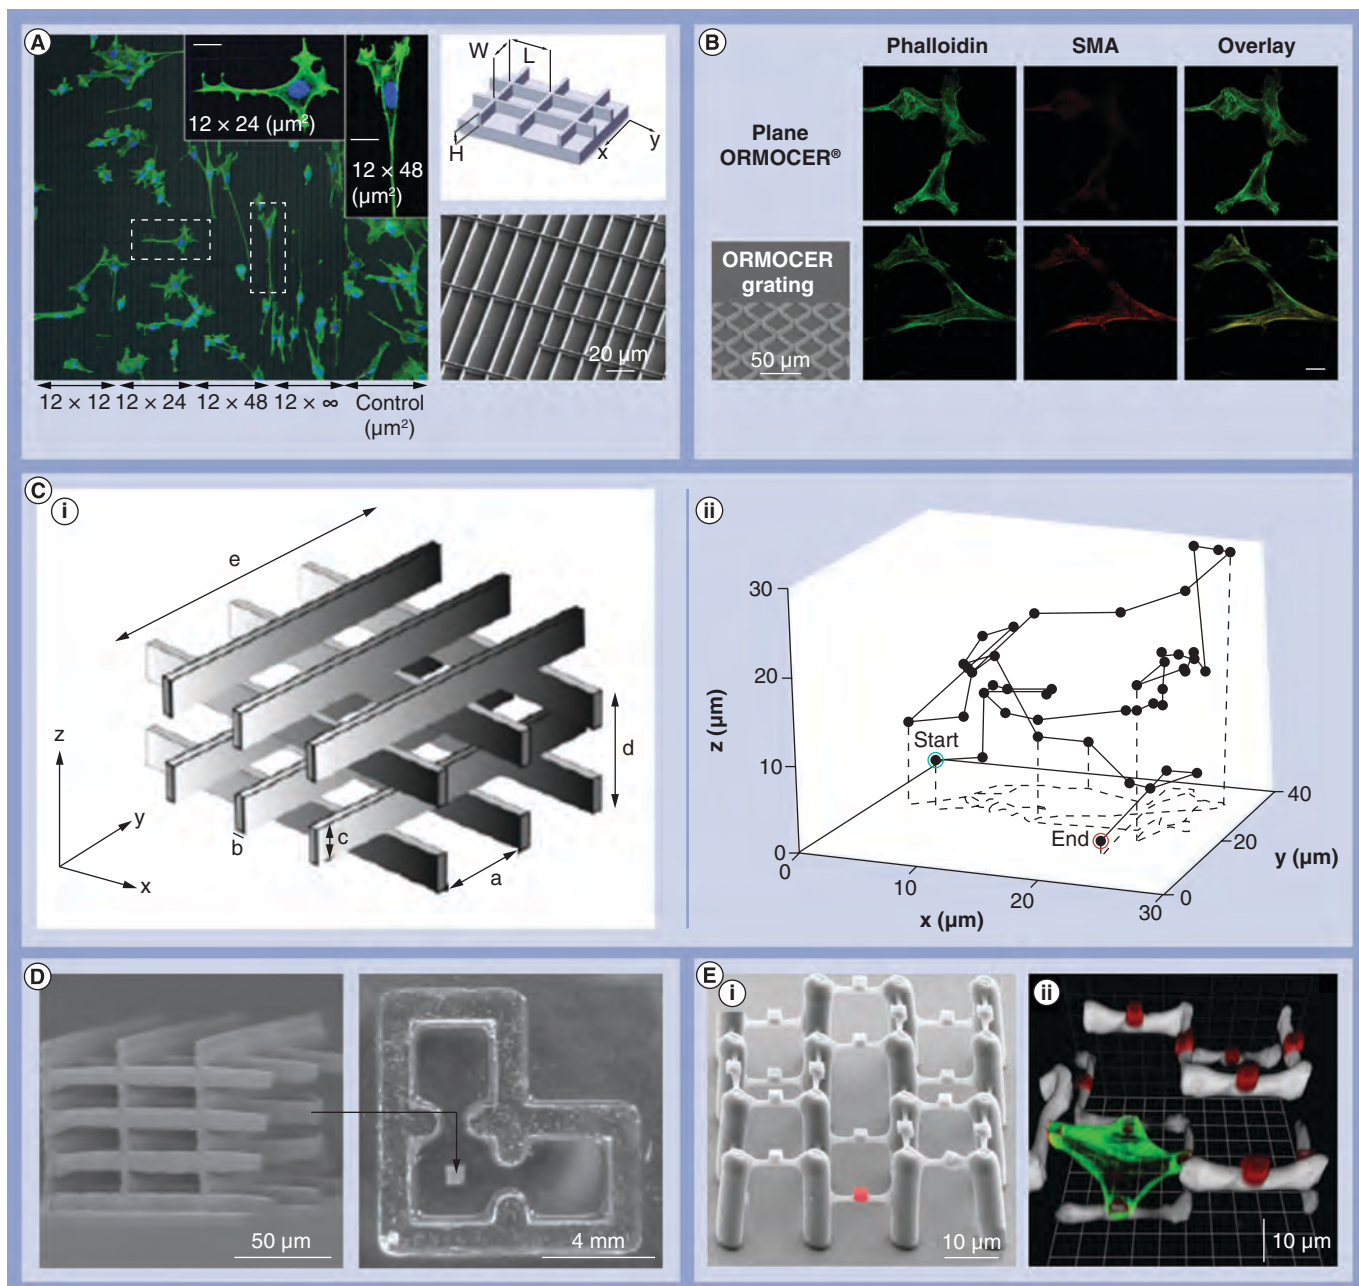 A
12 × 24 (µm²)
12 × 48
(µm²)
12 × 12 12 × 24 12 × 48 12 × ∞ Control
(µm²)
W
L
H
x
y
20 µm
B
Phalloidin SMA Overlay
Plane
ORMOCER®
ORMOCER
grating
50 µm
C
i
e
z
y
x
b
c
d
a
ii
30
20
10
0
z (µm)
Start
End
0
10
20
30
x (µm)
0
20
40
y (µm)
D
50 µm
4 mm
E
i
10 µm
ii
10 µm